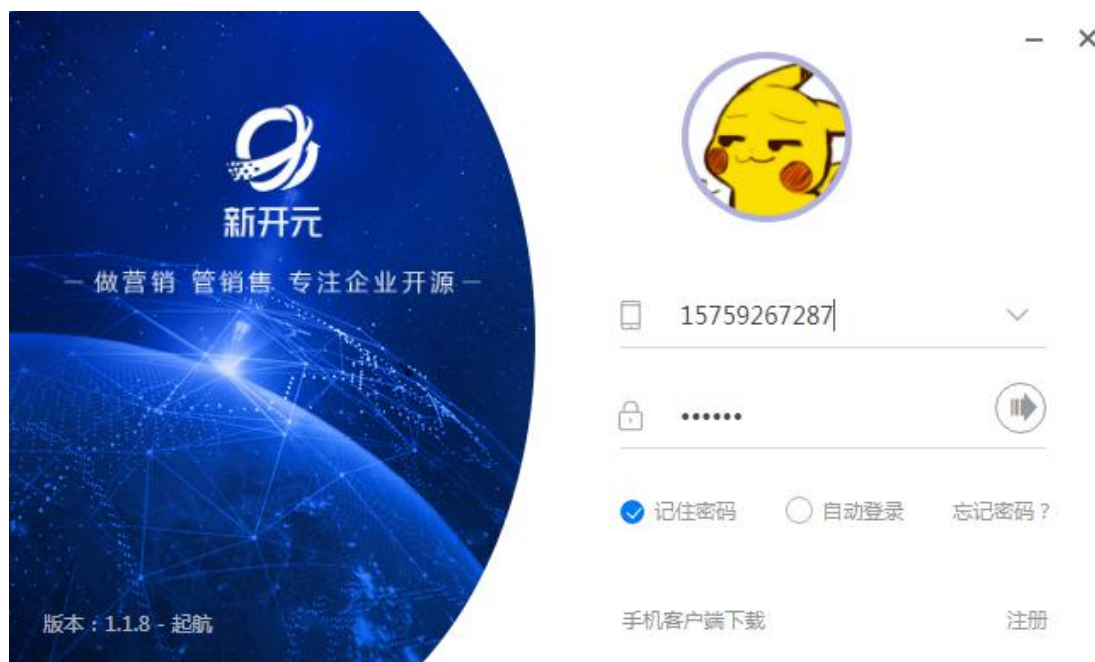 新开元
做营销 管销售 专注企业开源
版本：1.1.8 - 起航
15759267287
••••••
记住密码 自动登录 忘记密码？
手机客户端下载 注册